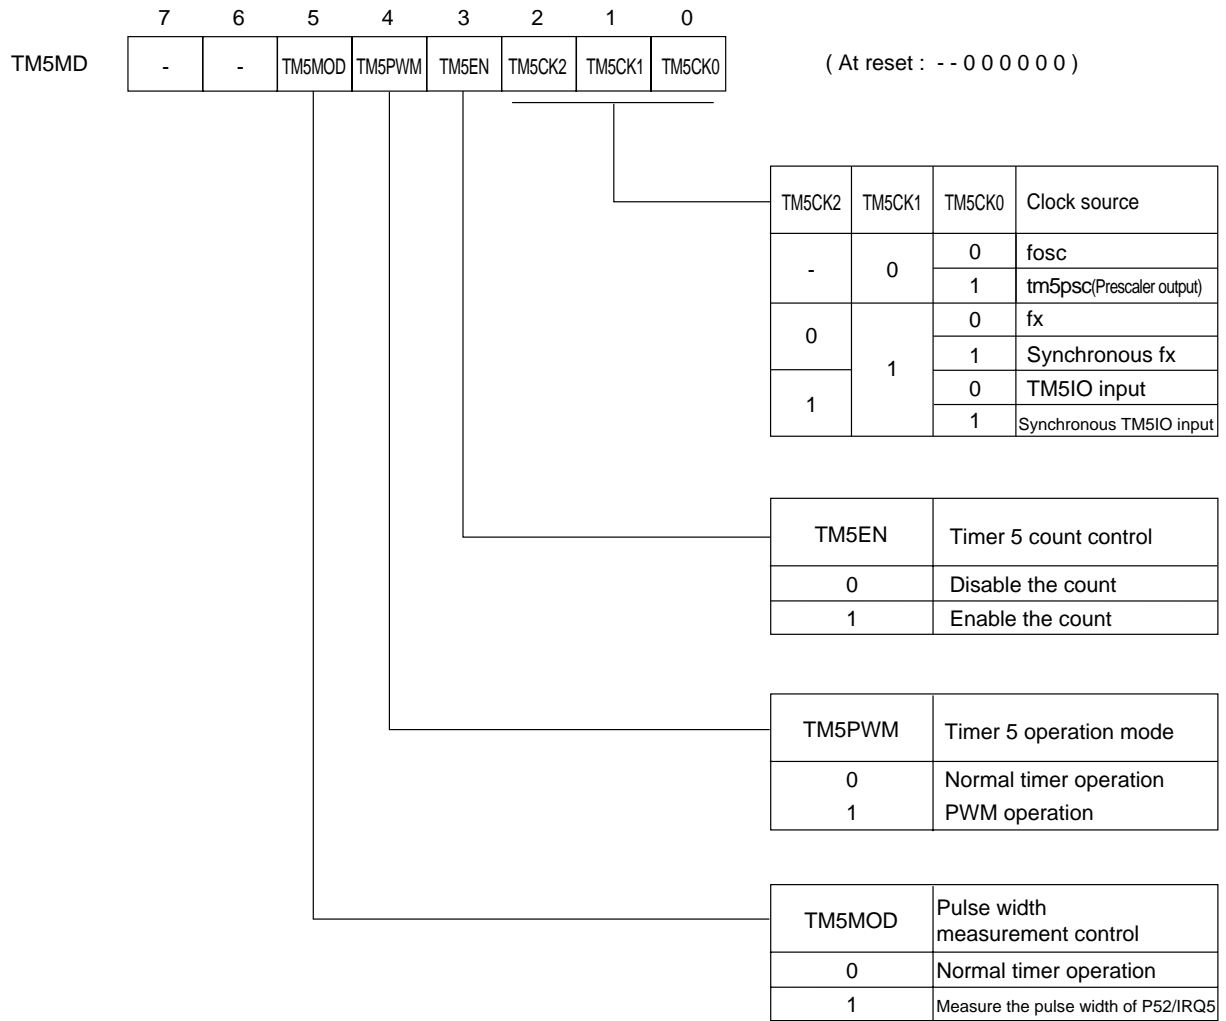 7 6 5 4 3 2 1 0
TM5MD - - TM5MOD TM5PWM TM5EN TM5CK2 TM5CK1 TM5CK0 ( At reset : - - 0 0 0 0 0 0 )
TM5CK2 TM5CK1 TM5CK0 Clock source
- 0 0 fosc
1 tm5psc(Prescaler output)
0 1 0 fx
1 Synchronous fx
1 0 TM5IO input
1 Synchronous TM5IO input
TM5EN Timer 5 count control
0 Disable the count
1 Enable the count
TM5PWM Timer 5 operation mode
0 Normal timer operation
1 PWM operation
TM5MOD Pulse width
measurement control
0 Normal timer operation
1 Measure the pulse width of P52/IRQ5